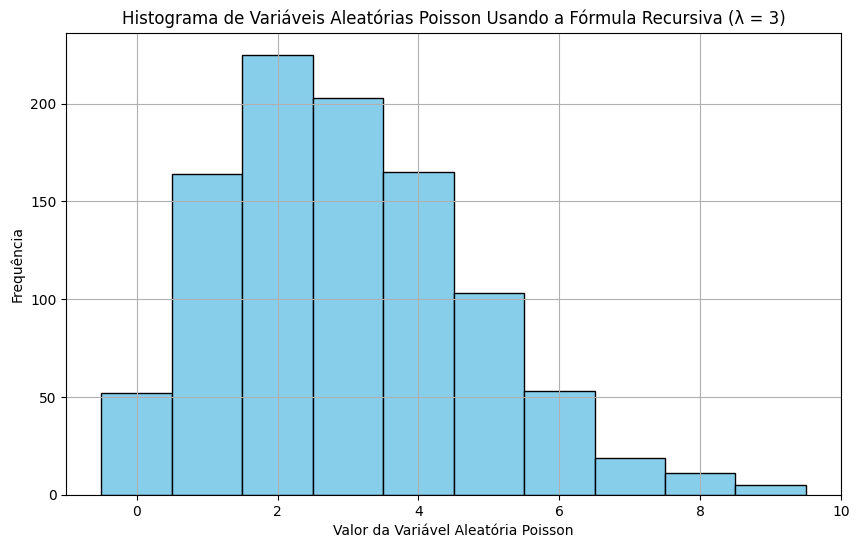 Histograma de Variáveis Aleatórias Poisson Usando a Fórmula Recursiva (λ = 3)
200
150
100
50
0
Frequência
0 2 4 6 8 10
Valor da Variável Aleatória Poisson